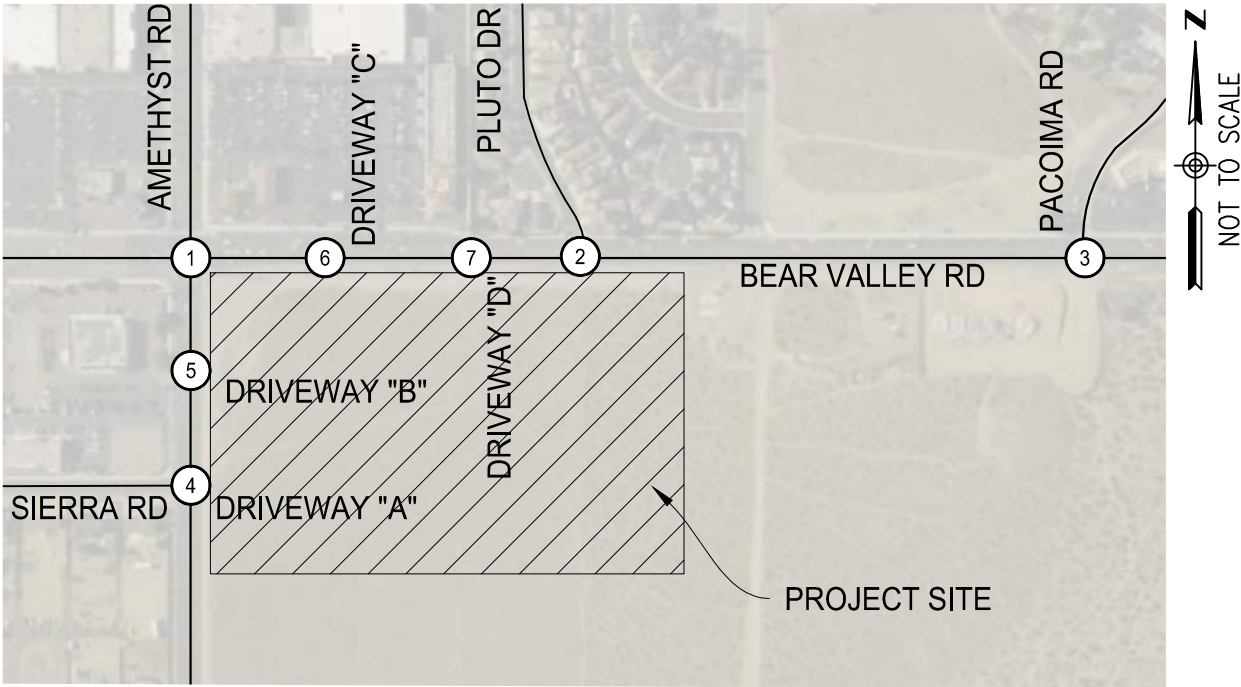 AMETHYST RD
DRIVEWAY "C"
PLUTO DR
PACOIMA RD
N
NOT TO SCALE
1
6
7
2
3
BEAR VALLEY RD
5
DRIVEWAY "B"
DRIVEWAY "D"
4
SIERRA RD
DRIVEWAY "A"
PROJECT SITE